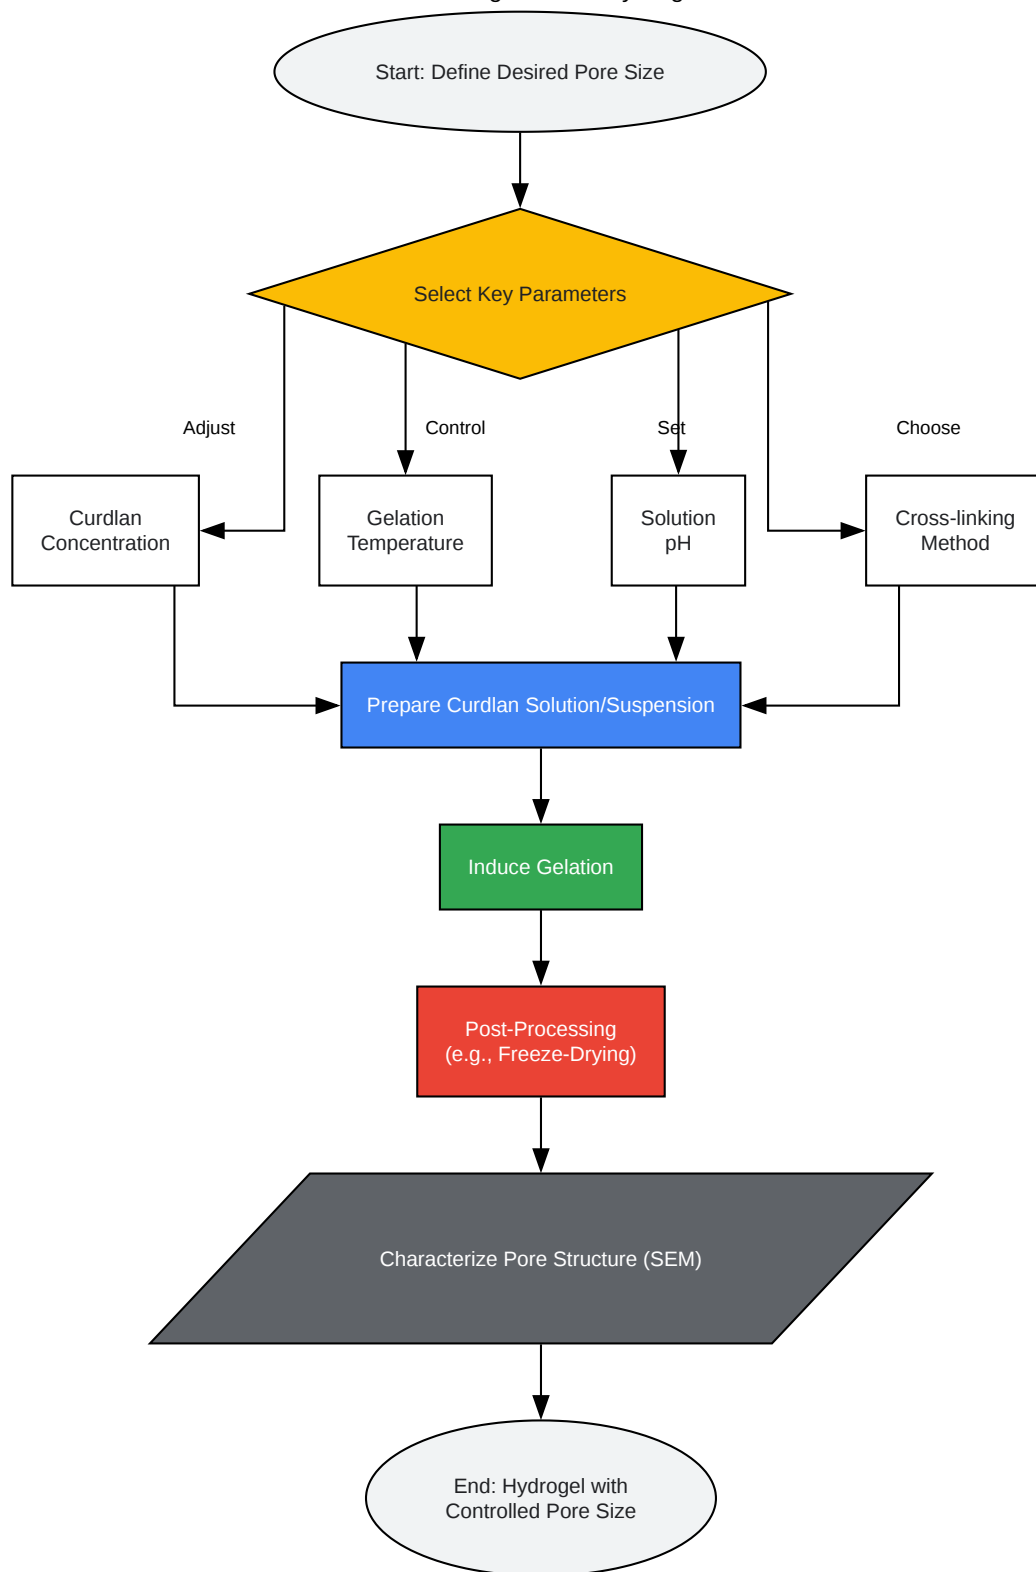 Start: Define Desired Pore Size
Select Key Parameters
Adjust
Control
Set
Choose
Curdlan
Concentration
Gelation
Temperature
Solution
pH
Cross-linking
Method
Prepare Curdlan Solution/Suspension
Induce Gelation
Post-Processing
(e.g., Freeze-Drying)
Characterize Pore Structure (SEM)
End: Hydrogel with
Controlled Pore Size